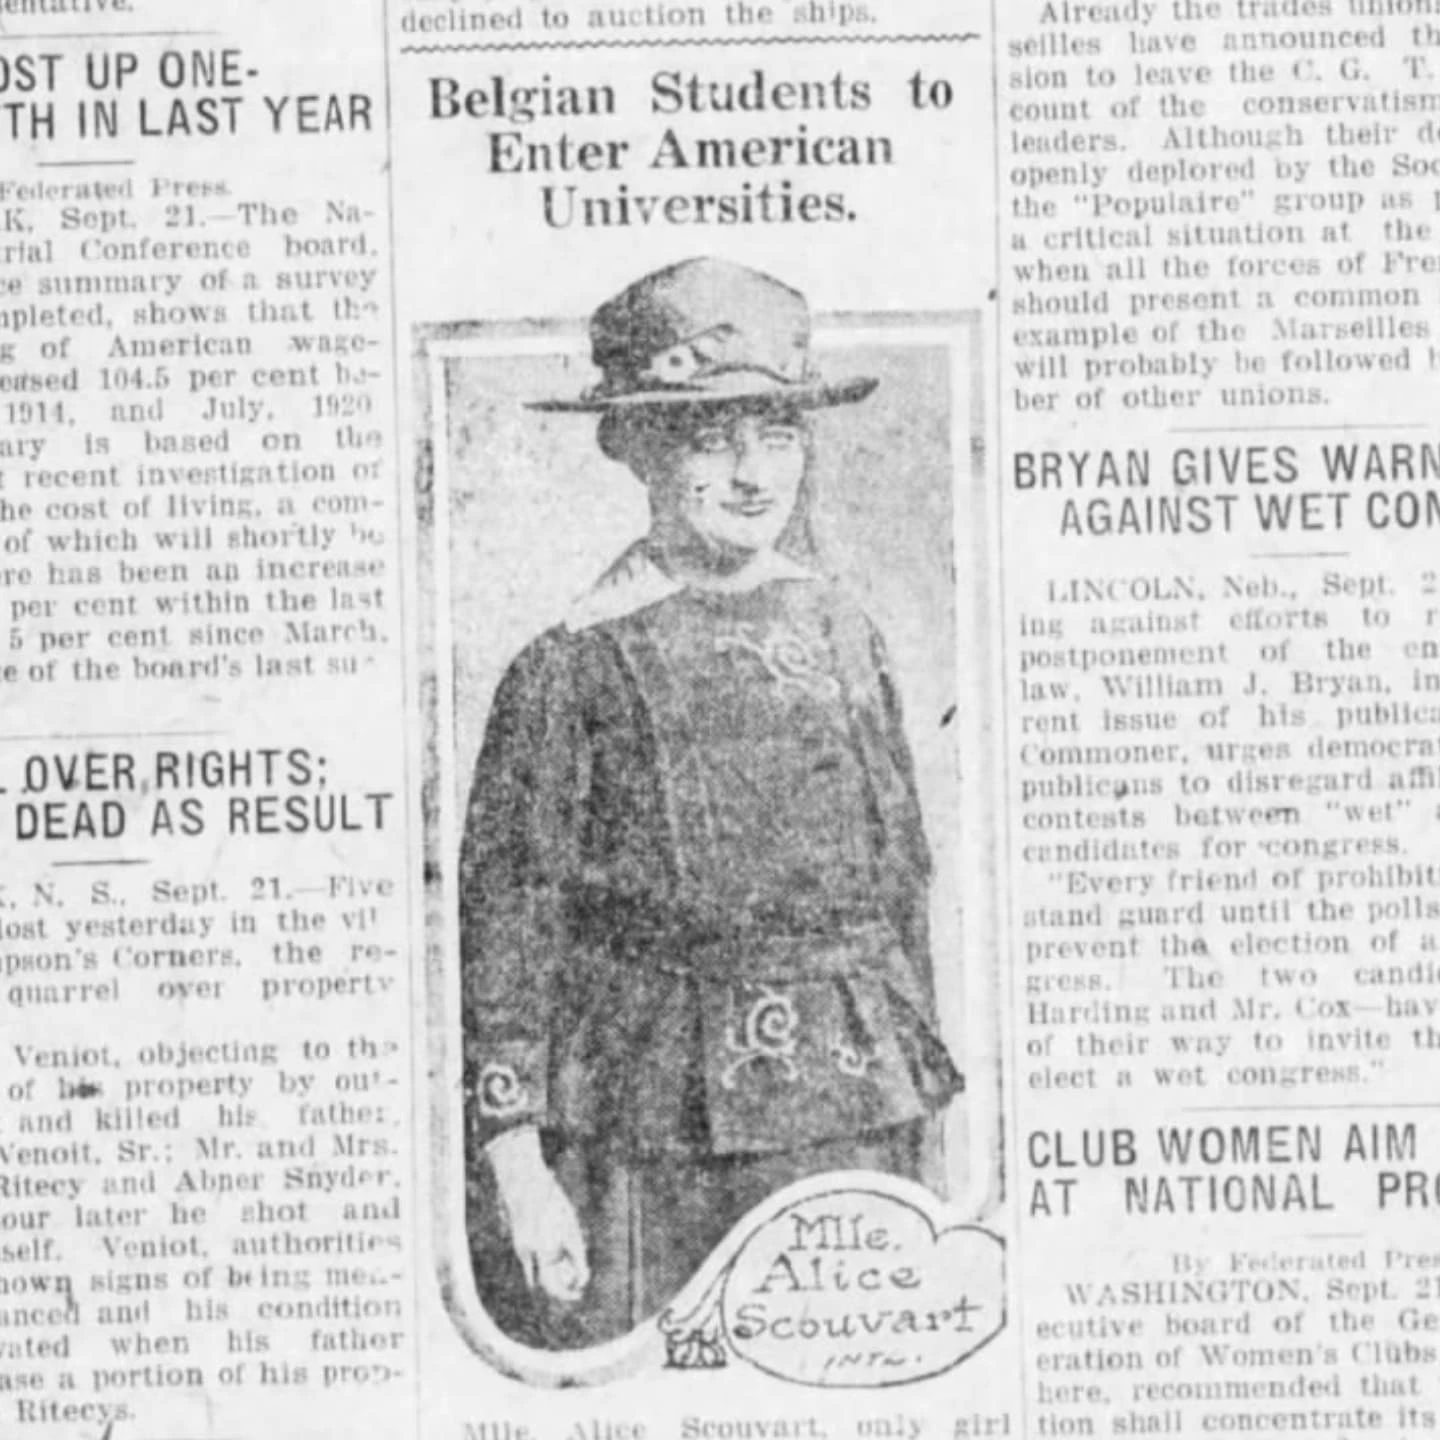 entative.
OST UP ONE-
TH IN LAST YEAR
Federated Press.
K, Sept. 21.—The Na-
rial Conference board,
ce summary of a survey
mpleted, shows that the
g of American wage-
eased 104.5 per cent be-
1914, and July, 1920
ary is based on the
t recent investigation of
he cost of living, a com-
of which will shortly be
re has been an increase
per cent within the last
5 per cent since March,
e of the board's last su
L OVER RIGHTS;
DEAD AS RESULT
K, N. S., Sept. 21.—Five
lost yesterday in the vil
mpson's Corners, the re-
quarrel over property
Veniot, objecting to the
of his property by out-
and killed his father,
Venoit, Sr.; Mr. and Mrs.
Ritecy and Abner Snyder.
our later he shot and
self. Veniot, authorities
hown signs of being men-
anced and his condition
vated when his father
ase a portion of his prop-
Ritecys.
declined to auction the ships.
Belgian Students to
Enter American
Universities.
Mlle.
Alice
Scouvart
INTL.
Mlle. Alice Scouvart, only girl
Already the trades unions
seilles have announced th
sion to leave the C. G. T.
count of the conservatism
leaders. Although their de
openly deplored by the Soc
the "Populaire" group as p
a critical situation at the
when all the forces of Fre
should present a common
example of the Marseilles
will probably be followed b
ber of other unions.
BRYAN GIVES WARN
AGAINST WET CON
LINCOLN, Neb., Sept. 2
ing against efforts to r
postponement of the en
law, William J. Bryan, in
rent issue of his publica
Commoner, urges democrat
publicans to disregard affil
contests between "wet" a
candidates for congress.
"Every friend of prohibit
stand guard until the polls
prevent the election of a
gress. The two candid
Harding and Mr. Cox—hav
of their way to invite th
elect a wet congress."
CLUB WOMEN AIM
AT NATIONAL PRO
By Federated Pres
WASHINGTON, Sept. 21
ecutive board of the Ge
eration of Women's Clubs
here, recommended that
tion shall concentrate its